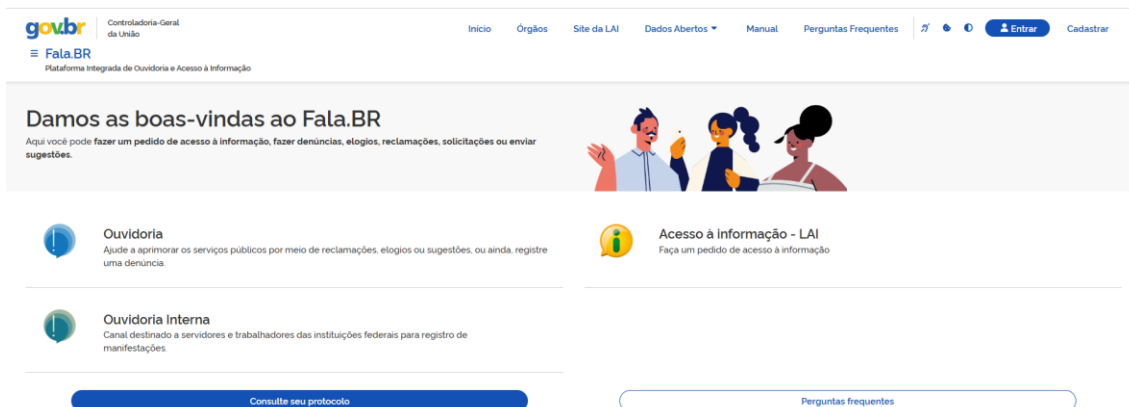 gov.br
Controladoria-Geral
da União
Início Órgãos Site da LAI Dados Abertos Manual Perguntas Frequentes Entrar Cadastrar
Fala.BR
Plataforma Integrada de Ouvidoria e Acesso à Informação
Damos as boas-vindas ao Fala.BR
Aqui você pode fazer um pedido de acesso à informação, fazer denúncias, elogios, reclamações, solicitações ou enviar
sugestões.
Ouvidoria
Ajude a aprimorar os serviços públicos por meio de reclamações, elogios ou sugestões, ou ainda, registre
uma denúncia.
Acesso à informação - LAI
Faça um pedido de acesso à informação
Ouvidoria Interna
Canal destinado a servidores e trabalhadores das instituições federais para registro de
manifestações.
Consulte seu protocolo
Perguntas frequentes